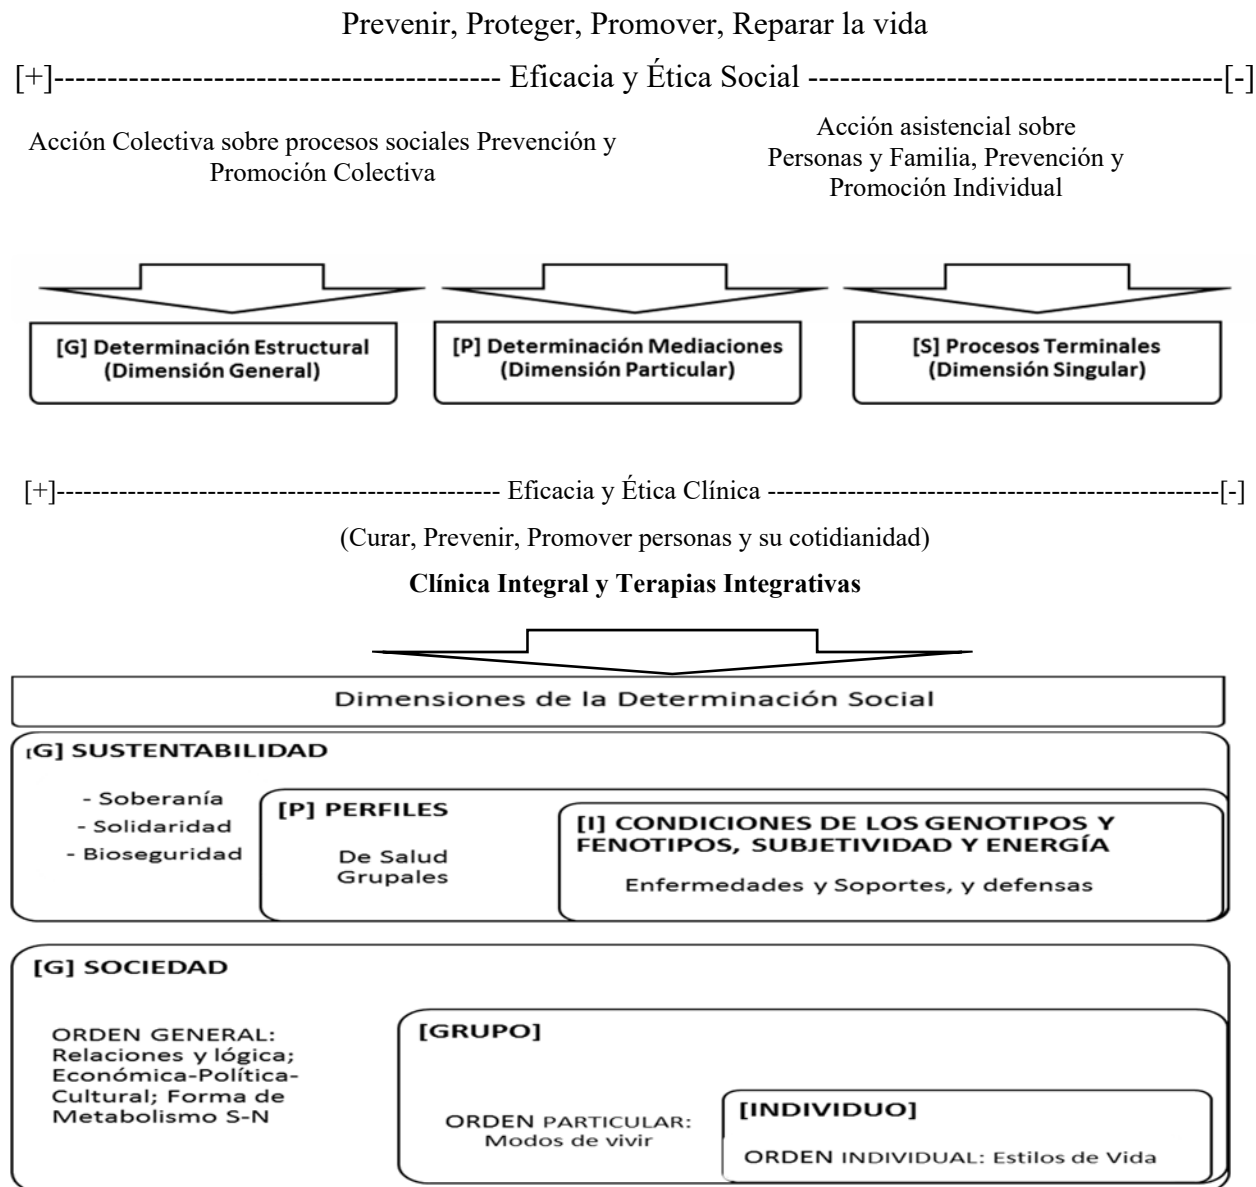 Prevenir, Proteger, Promover, Reparar la vida
[+]------------------------------------------ Eficacia y Ética Social ---------------------------------------[-]
Acción Colectiva sobre procesos sociales Prevención y
Promoción Colectiva
Acción asistencial sobre
Personas y Familia, Prevención y
Promoción Individual
[G] Determinación Estructural
(Dimensión General)
[P] Determinación Mediaciones
(Dimensión Particular)
[S] Procesos Terminales
(Dimensión Singular)
[+]-------------------------------------------------- Eficacia y Ética Clínica ---------------------------------------------------[-]
(Curar, Prevenir, Promover personas y su cotidianidad)
Clínica Integral y Terapias Integrativas
Dimensiones de la Determinación Social
[G] SUSTENTABILIDAD
- Soberanía
- Solidaridad
- Bioseguridad
[P] PERFILES
De Salud
Grupales
[I] CONDICIONES DE LOS GENOTIPOS Y
FENOTIPOS, SUBJETIVIDAD Y ENERGÍA
Enfermedades y Soportes, y defensas
[G] SOCIEDAD
ORDEN GENERAL:
Relaciones y lógica;
Económica-Política-
Cultural; Forma de
Metabolismo S-N
[GRUPO]
ORDEN PARTICULAR:
Modos de vivir
[INDIVIDUO]
ORDEN INDIVIDUAL: Estilos de Vida